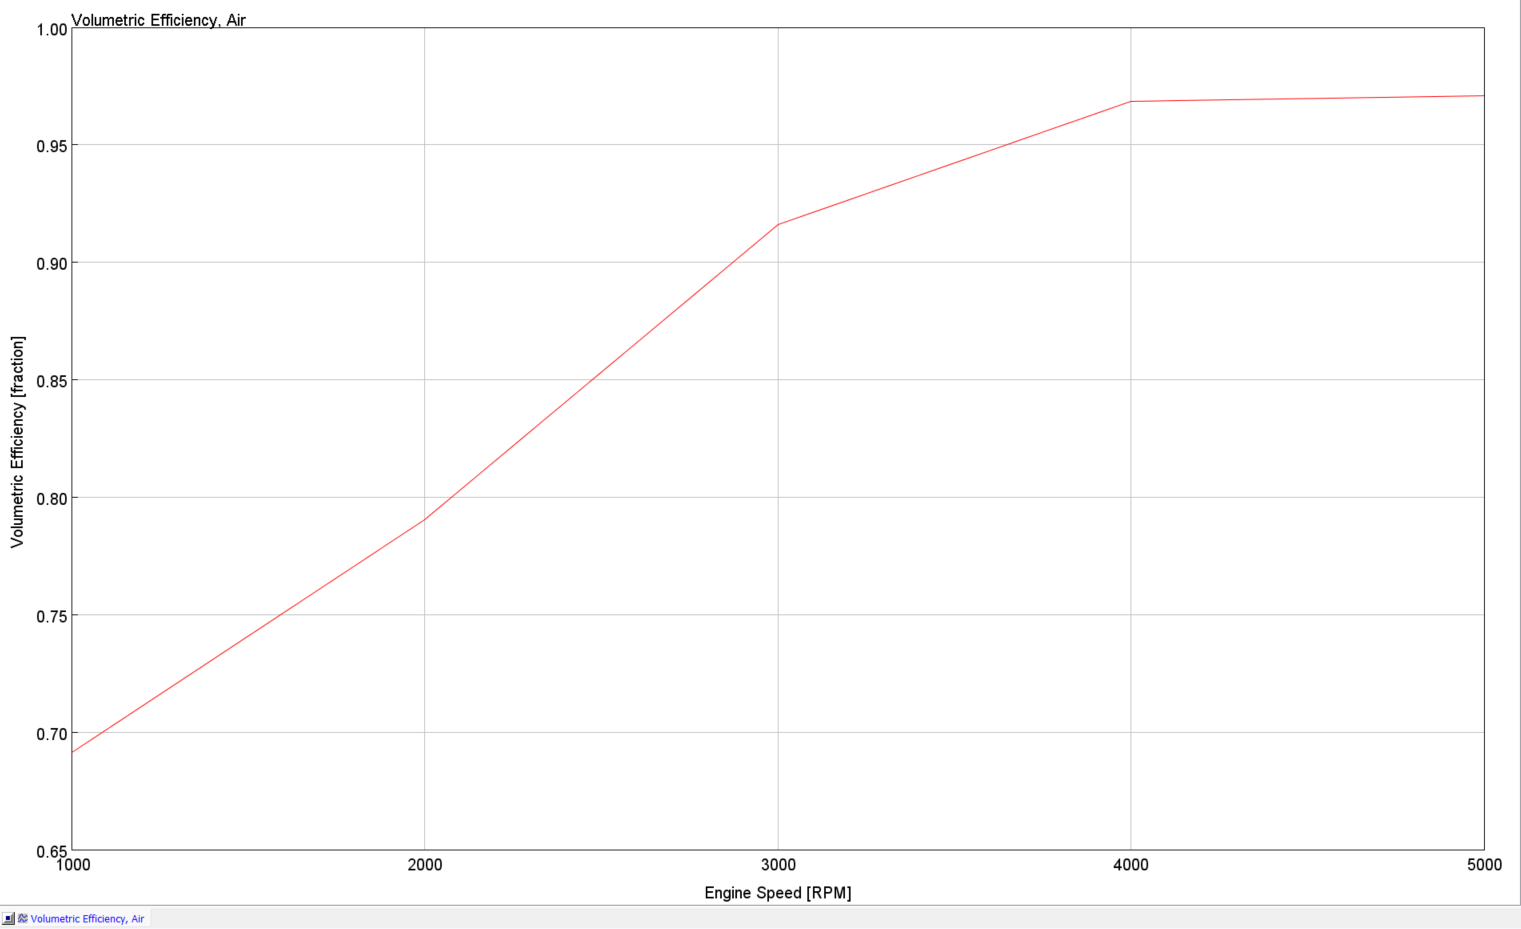 Volumetric Efficiency, Air
1.00
0.95
0.90
0.85
0.80
0.75
0.70
0.65
Volumetric Efficiency [fraction]
1000 2000 3000 4000 5000
Engine Speed [RPM]
Volumetric Efficiency, Air